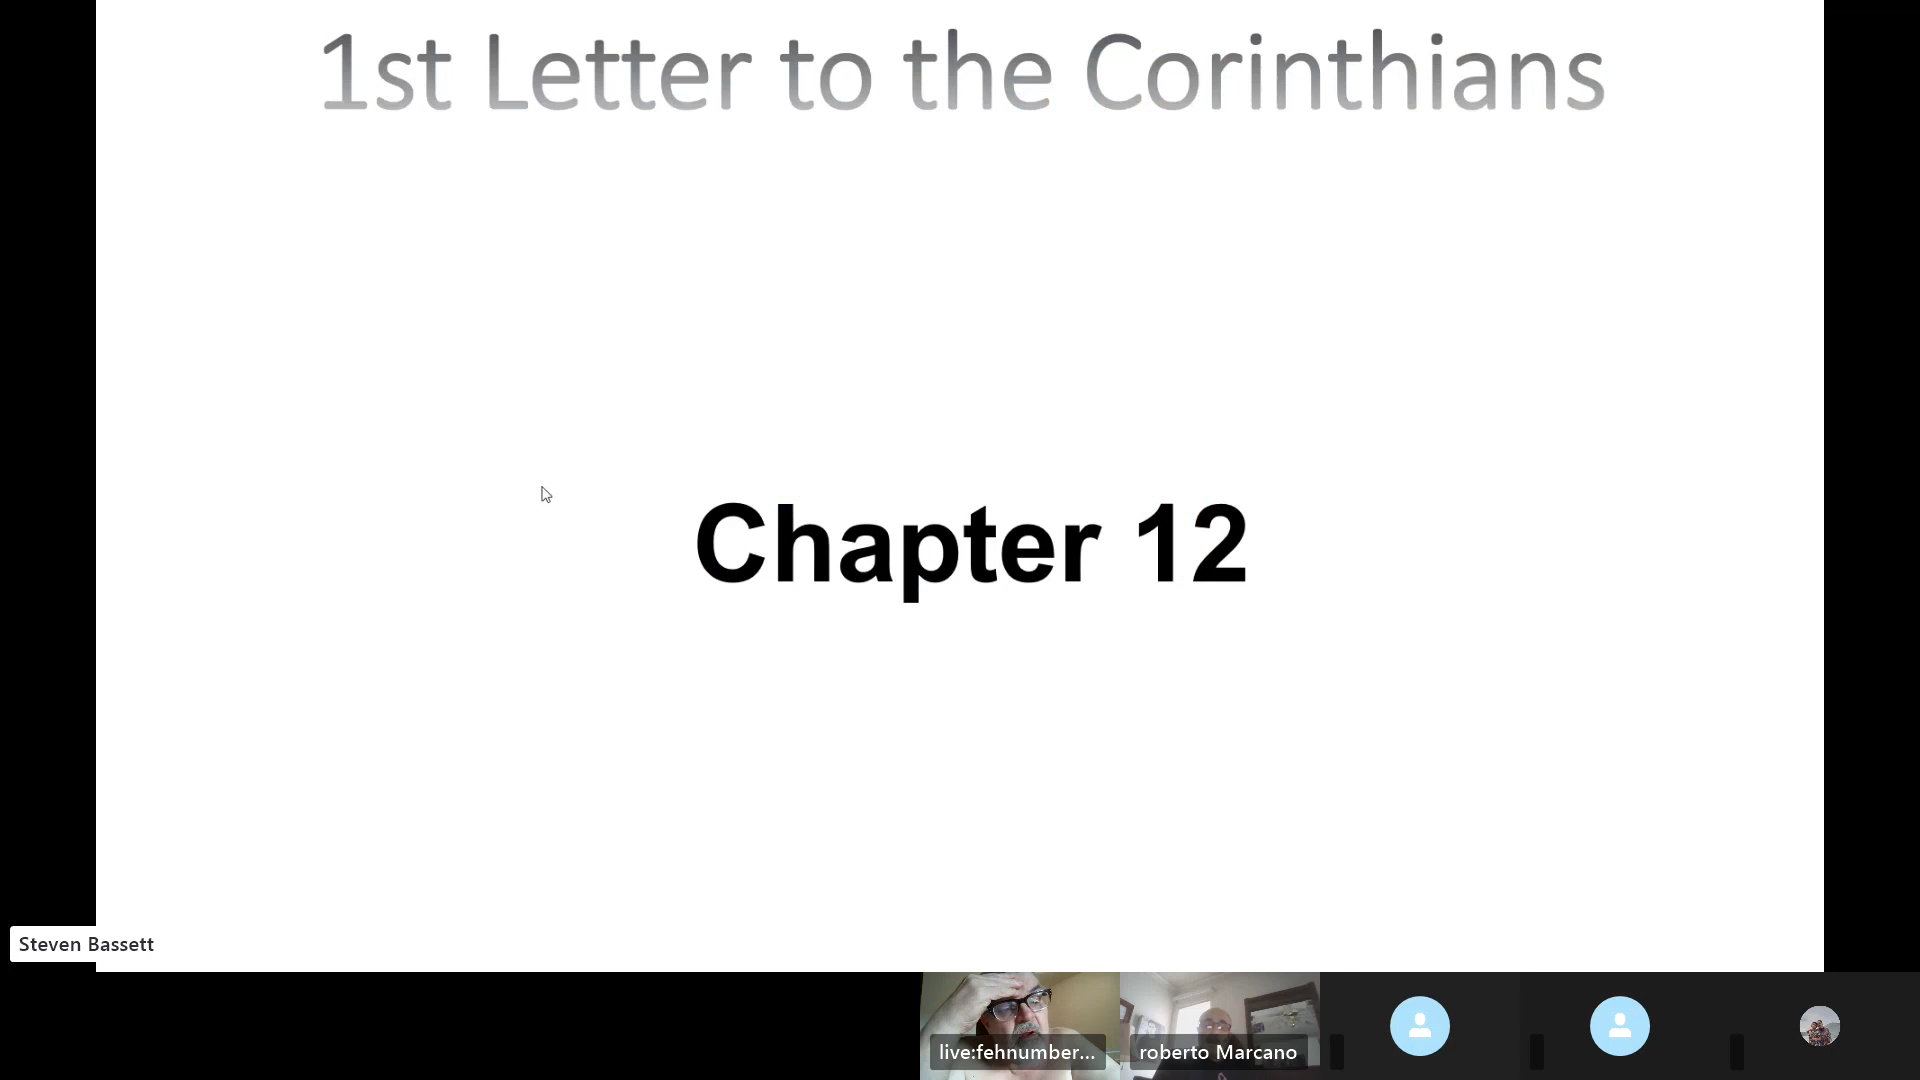 1st Letter to the Corinthians
Chapter 12
Steven Bassett
live:fehnumber...
roberto Marcano